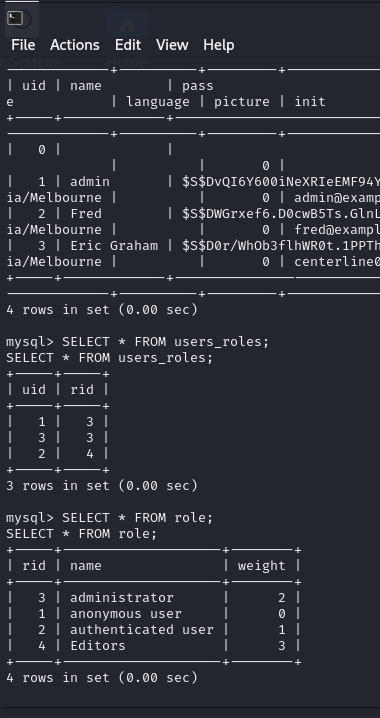 File Actions Edit View Help
| uid | name | pass
e | language | picture | init
| 0 | |
| | 0 |
| 1 | admin | $S$DvQI6Y600iNeXRIeEMF94Y
ia/Melbourne | | 0 | admin@examp
| 2 | Fred | $S$DWGrxef6.D0cwB5Ts.GlnL
ia/Melbourne | | 0 | fred@exampl
| 3 | Eric Graham | $S$D0r/WhOb3flhWR0t.1PPTh
ia/Melbourne | | 0 | centerline0
4 rows in set (0.00 sec)
mysql> SELECT * FROM users_roles;
SELECT * FROM users_roles;
| uid | rid |
| 1 | 3 |
| 3 | 3 |
| 2 | 4 |
3 rows in set (0.00 sec)
mysql> SELECT * FROM role;
SELECT * FROM role;
| rid | name | weight |
| 3 | administrator | 2 |
| 1 | anonymous user | 0 |
| 2 | authenticated user | 1 |
| 4 | Editors | 3 |
4 rows in set (0.00 sec)